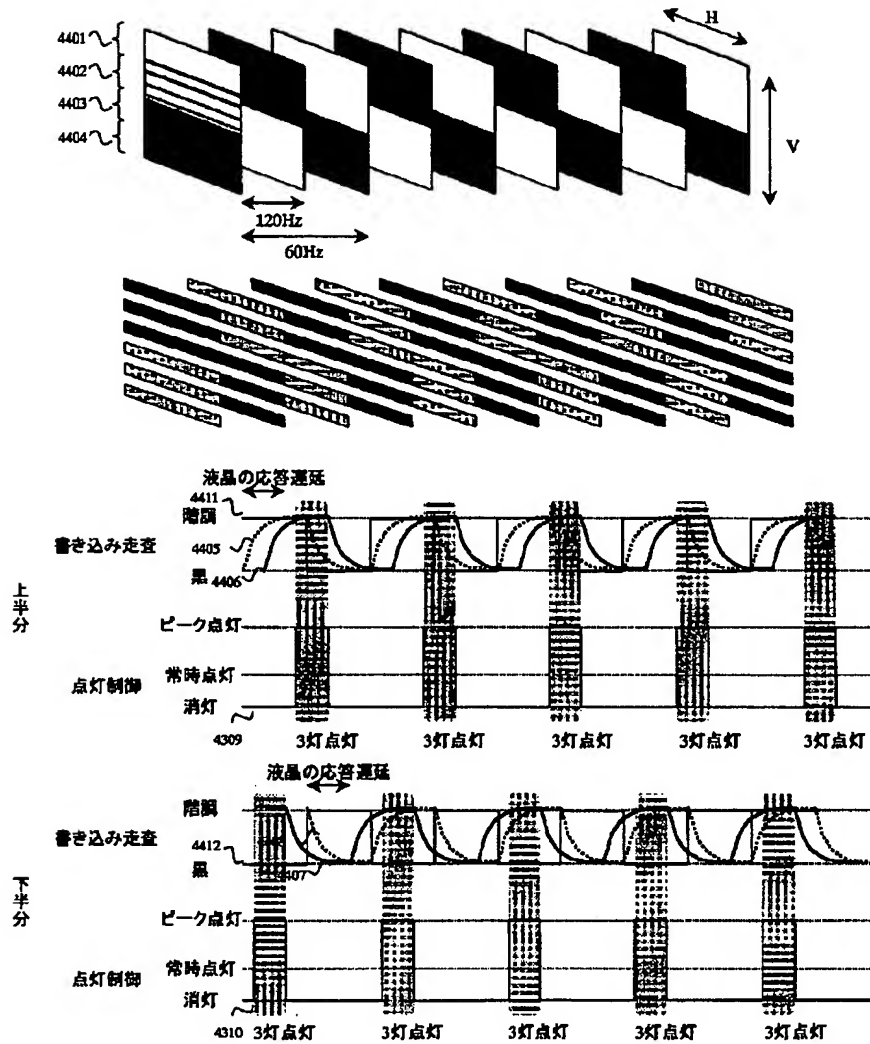 4401
4402
4403
4404
H
V
120Hz
60Hz
液晶の応答遅延
4411
階調
書き込み走査
4405
黒 4406
上半分
ピーク点灯
点灯制御
常時点灯
消灯
4309
3灯点灯 3灯点灯 3灯点灯 3灯点灯 3灯点灯
液晶の応答遅延
階調
書き込み走査
4412
黒
下半分
ピーク点灯
点灯制御
常時点灯
消灯
4310
3灯点灯 3灯点灯 3灯点灯 3灯点灯 3灯点灯